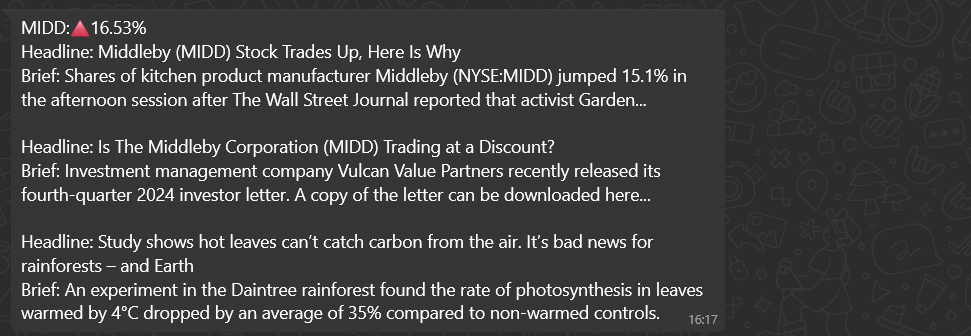 MIDD:🔺16.53%
Headline: Middleby (MIDD) Stock Trades Up, Here Is Why
Brief: Shares of kitchen product manufacturer Middleby (NYSE:MIDD) jumped 15.1% in
the afternoon session after The Wall Street Journal reported that activist Garden...
Headline: Is The Middleby Corporation (MIDD) Trading at a Discount?
Brief: Investment management company Vulcan Value Partners recently released its
fourth-quarter 2024 investor letter. A copy of the letter can be downloaded here...
Headline: Study shows hot leaves can’t catch carbon from the air. It’s bad news for
rainforests – and Earth
Brief: An experiment in the Daintree rainforest found the rate of photosynthesis in leaves
warmed by 4°C dropped by an average of 35% compared to non-warmed controls.
16:17